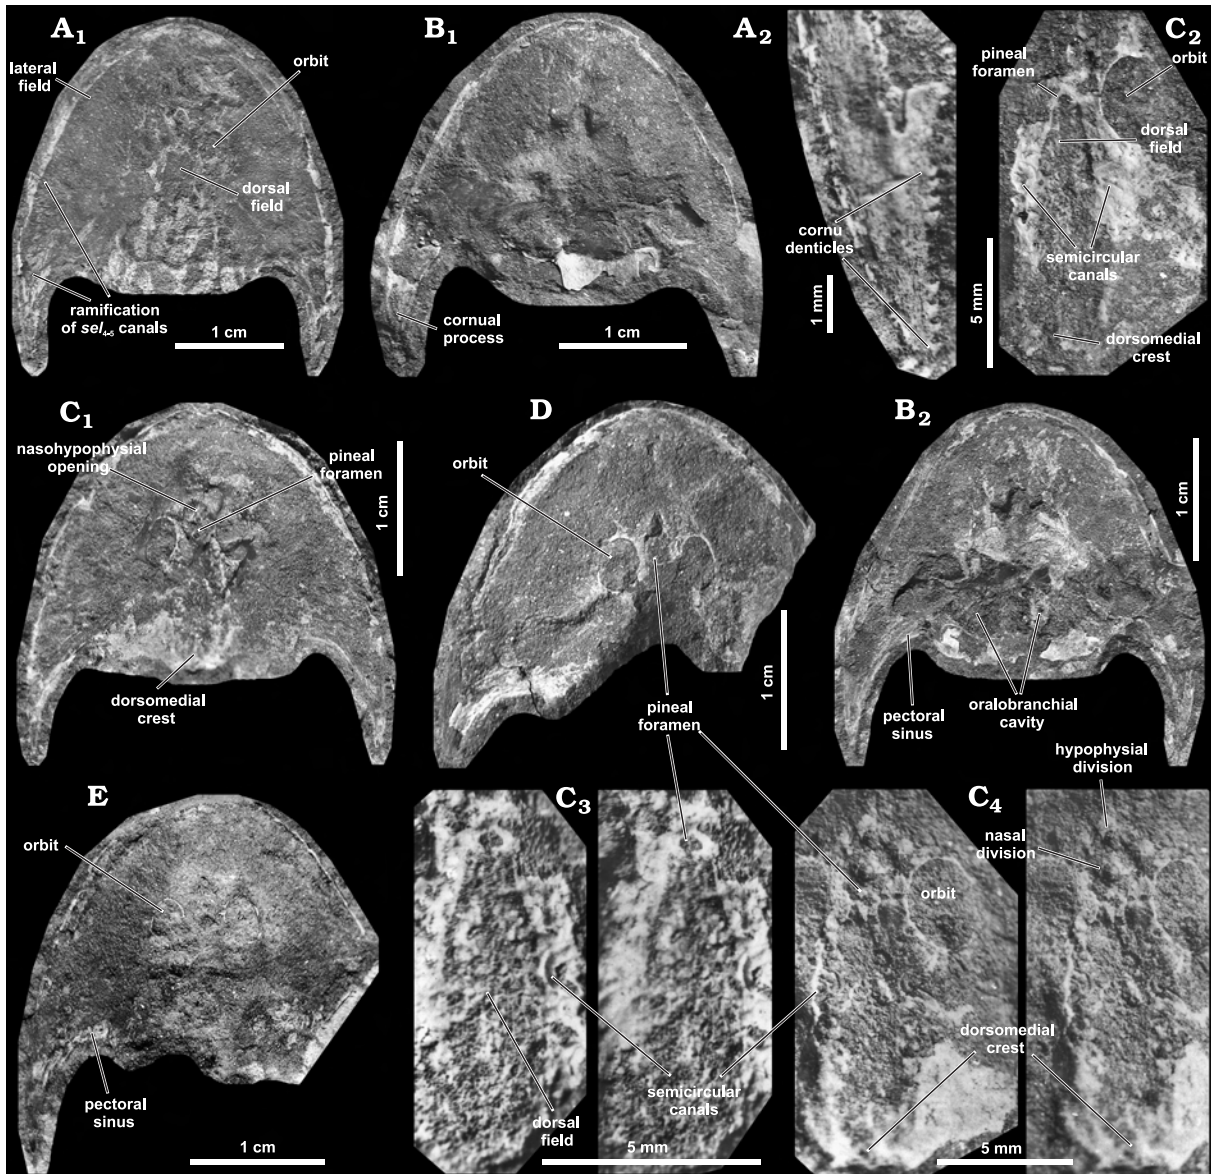 A1
lateral
field
orbit
dorsal
field
ramification
of sel4-5 canals
1 cm
B1
cornual
process
1 cm
A2
cornu
denticles
1 mm
C2
pineal
foramen
orbit
dorsal
field
semicircular
canals
5 mm
dorsomedial
crest
C1
nasohypophysial
opening
pineal
foramen
1 cm
dorsomedial
crest
D
orbit
1 cm
pineal
foramen
B2
1 cm
pectoral
sinus
oralobranchial
cavity
E
orbit
pectoral
sinus
1 cm
C3
dorsal
field
semicircular
canals
5 mm
C4
hypophysial
division
nasal
division
orbit
dorsomedial
crest
5 mm